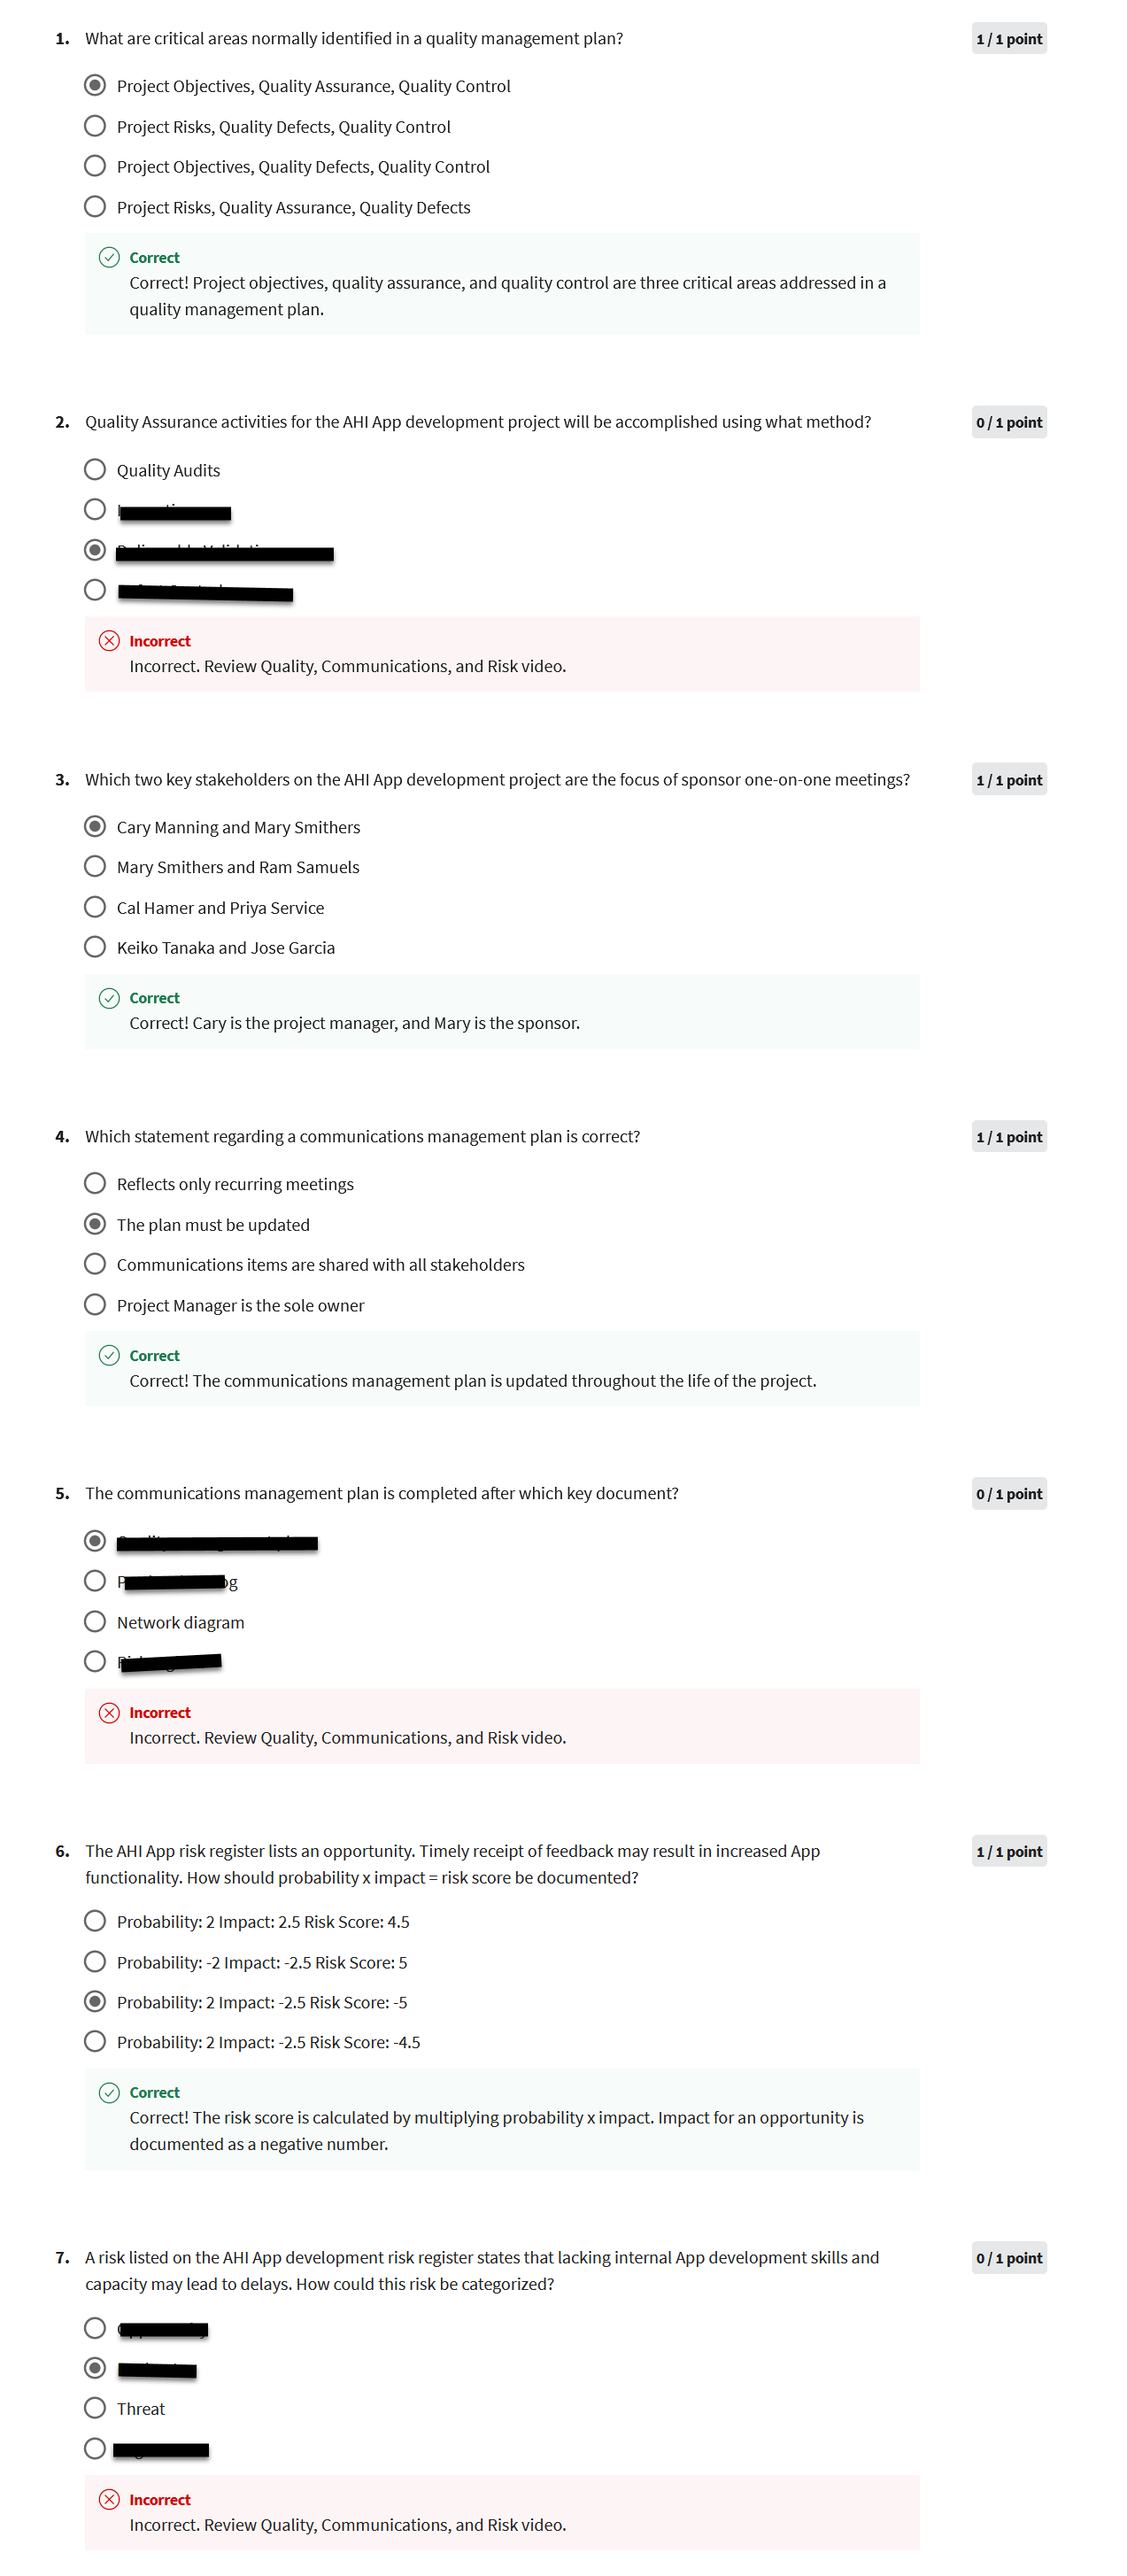 1. What are critical areas normally identified in a quality management plan?
1 / 1 point
Project Objectives, Quality Assurance, Quality Control
Project Risks, Quality Defects, Quality Control
Project Objectives, Quality Defects, Quality Control
Project Risks, Quality Assurance, Quality Defects
Correct
Correct! Project objectives, quality assurance, and quality control are three critical areas addressed in a
quality management plan.
2. Quality Assurance activities for the AHI App development project will be accomplished using what method?
0 / 1 point
Quality Audits
Incorrect
Incorrect. Review Quality, Communications, and Risk video.
3. Which two key stakeholders on the AHI App development project are the focus of sponsor one-on-one meetings?
1 / 1 point
Cary Manning and Mary Smithers
Mary Smithers and Ram Samuels
Cal Hamer and Priya Service
Keiko Tanaka and Jose Garcia
Correct
Correct! Cary is the project manager, and Mary is the sponsor.
4. Which statement regarding a communications management plan is correct?
1 / 1 point
Reflects only recurring meetings
The plan must be updated
Communications items are shared with all stakeholders
Project Manager is the sole owner
Correct
Correct! The communications management plan is updated throughout the life of the project.
5. The communications management plan is completed after which key document?
0 / 1 point
Network diagram
Incorrect
Incorrect. Review Quality, Communications, and Risk video.
6. The AHI App risk register lists an opportunity. Timely receipt of feedback may result in increased App
functionality. How should probability x impact = risk score be documented?
1 / 1 point
Probability: 2 Impact: 2.5 Risk Score: 4.5
Probability: -2 Impact: -2.5 Risk Score: 5
Probability: 2 Impact: -2.5 Risk Score: -5
Probability: 2 Impact: -2.5 Risk Score: -4.5
Correct
Correct! The risk score is calculated by multiplying probability x impact. Impact for an opportunity is
documented as a negative number.
7. A risk listed on the AHI App development risk register states that lacking internal App development skills and
capacity may lead to delays. How could this risk be categorized?
0 / 1 point
Threat
Incorrect
Incorrect. Review Quality, Communications, and Risk video.